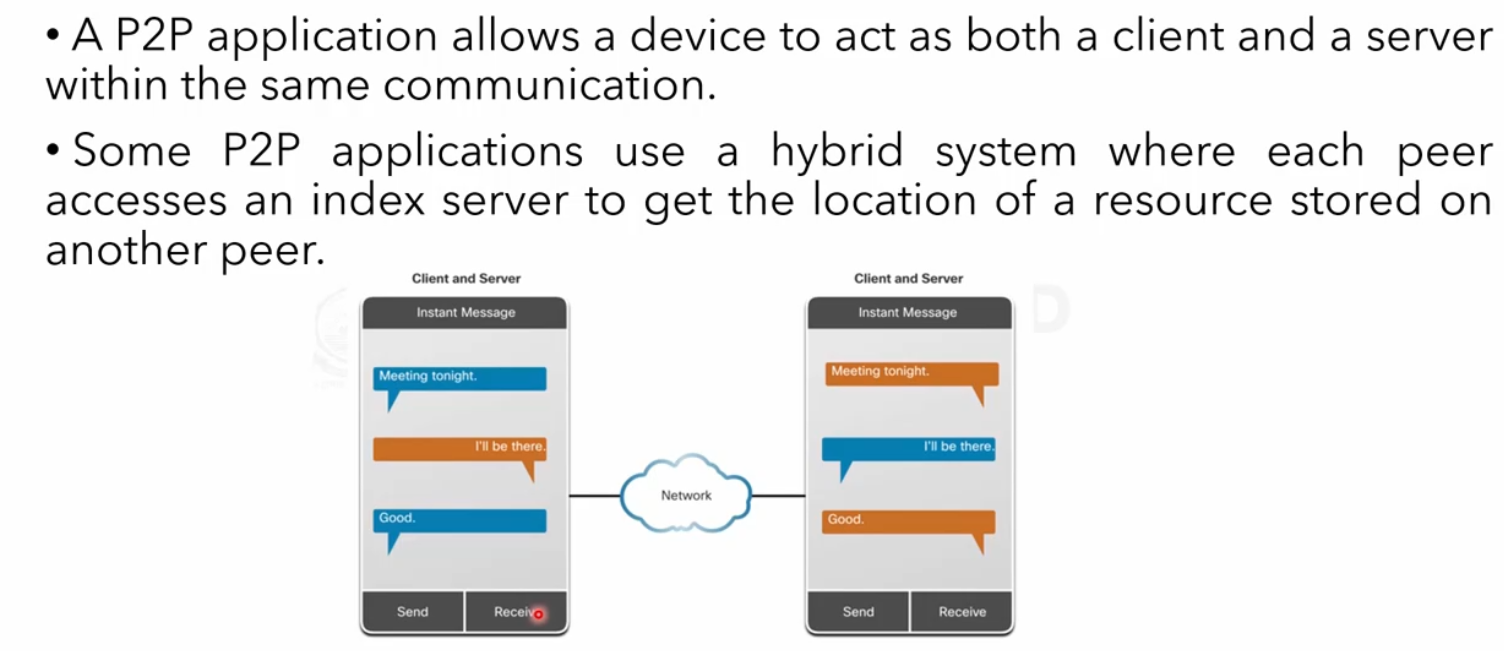 • A P2P application allows a device to act as both a client and a server
within the same communication.
• Some P2P applications use a hybrid system where each peer
accesses an index server to get the location of a resource stored on
another peer.
Client and Server
Instant Message
Meeting tonight.
I'll be there.
Good.
Send Receive
Network
Client and Server
Instant Message
Meeting tonight.
I'll be there.
Good.
Send Receive